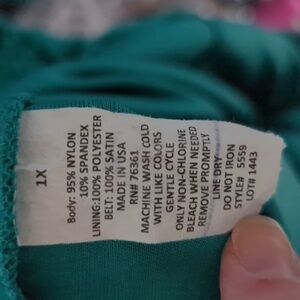 1X
Body: 95% NYLON
10% SPANDEX
LINING:100% POLYESTER
BELT: 100% SATIN
MADE IN USA
RN# 76361
MACHINE WASH COLD
WITH LIKE COLORS
GENTLE CYCLE
ONLY NON-CHLORINE
BLEACH WHEN NEEDED
REMOVE PROMPTLY
LINE DRY
DO NOT IRON
STYLE# 5559
LOT# 1443